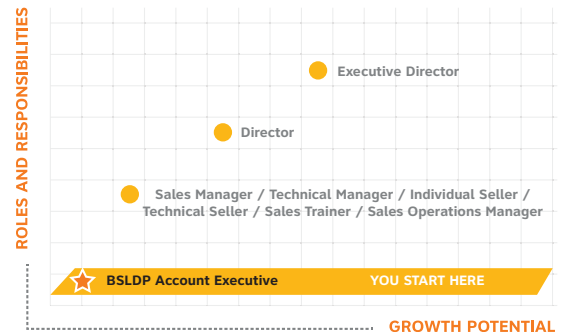 ROLES AND RESPONSIBILITIES
Executive Director
Director
Sales Manager / Technical Manager / Individual Seller /
Technical Seller / Sales Trainer / Sales Operations Manager
BSLDP Account Executive
YOU START HERE
GROWTH POTENTIAL